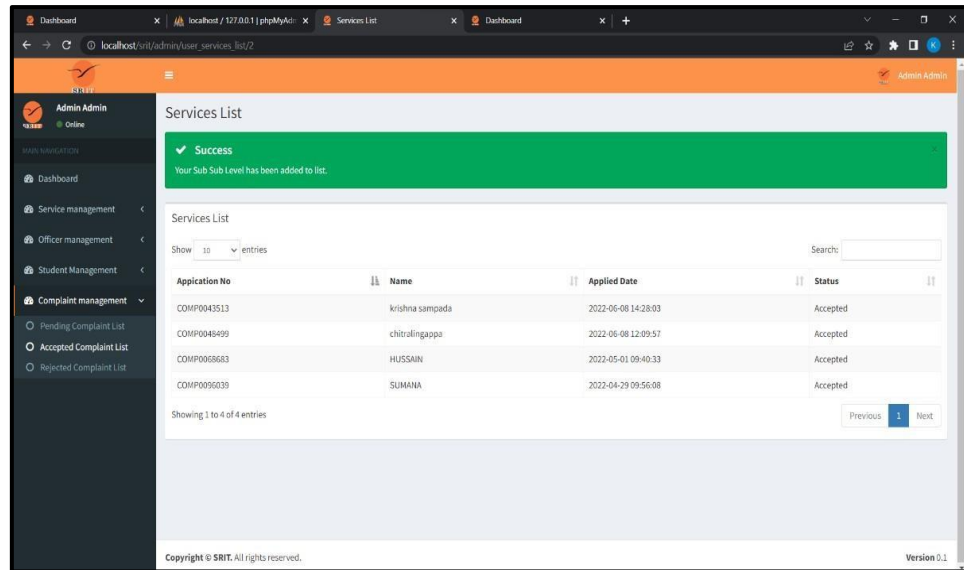 Dashboard
localhost / 127.0.0.1 | phpMyAdm
Services List
Dashboard
localhost/srit/admin/user_services_list/2
K
SRIT
Admin Admin
SRIT
Admin Admin
Online
MAIN NAVIGATION
Dashboard
Service management
Officer management
Student Management
Complaint management
Pending Complaint List
Accepted Complaint List
Rejected Complaint List
Services List
Success
Your Sub Sub Level has been added to list.
Services List
Show 10 entries
Search:
Appication No Name Applied Date Status
COMP0043513 krishna sampada 2022-06-08 14:28:03 Accepted
COMP0048499 chitralingappa 2022-06-08 12:09:57 Accepted
COMP0068683 HUSSAIN 2022-05-01 09:40:33 Accepted
COMP0096039 SUMANA 2022-04-29 09:56:08 Accepted
Showing 1 to 4 of 4 entries
Previous 1 Next
Copyright © SRIT. All rights reserved.
Version 0.1